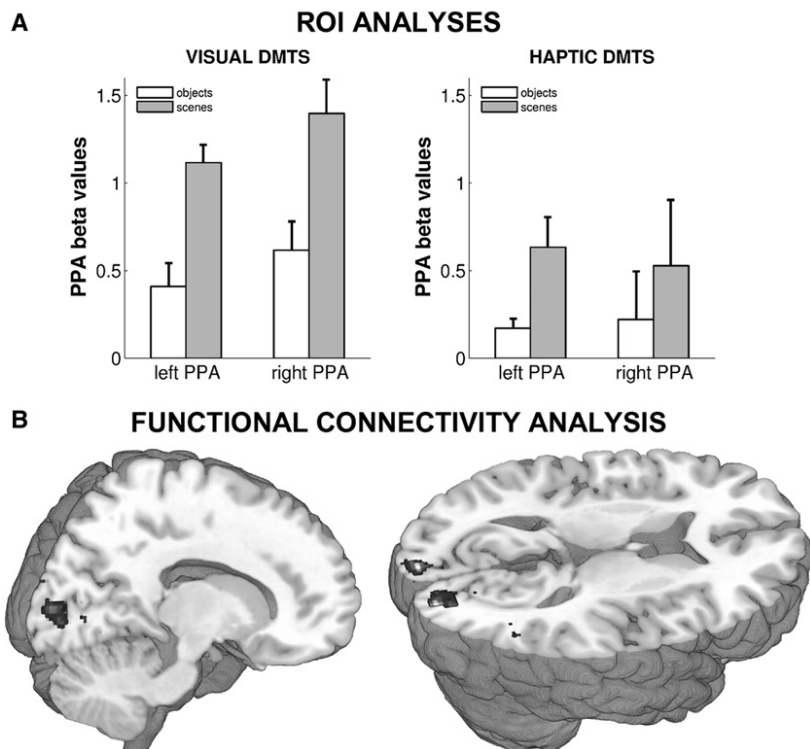 A
ROI ANALYSES
VISUAL DMTS
PPA beta values
1.5
1
0.5
0
objects
scenes
left PPA right PPA
HAPTIC DMTS
PPA beta values
1.5
1
0.5
0
objects
scenes
left PPA right PPA
B
FUNCTIONAL CONNECTIVITY ANALYSIS